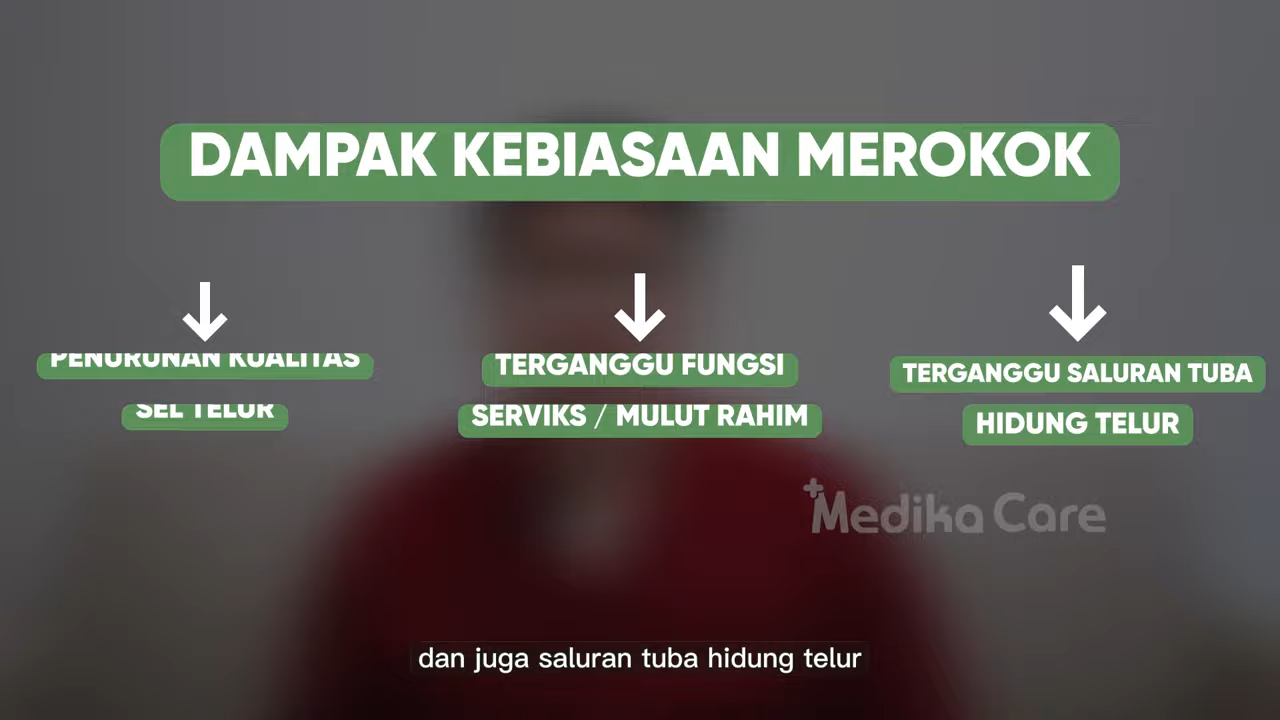 DAMPAK KEBIASAAN MEROKOK
PENURUNAN KUALITAS
SEL TELUR
TERGANGGU FUNGSI
SERVIKS / MULUT RAHIM
TERGANGGU SALURAN TUBA
HIDUNG TELUR
Medika Care
dan juga saluran tuba hidung telur